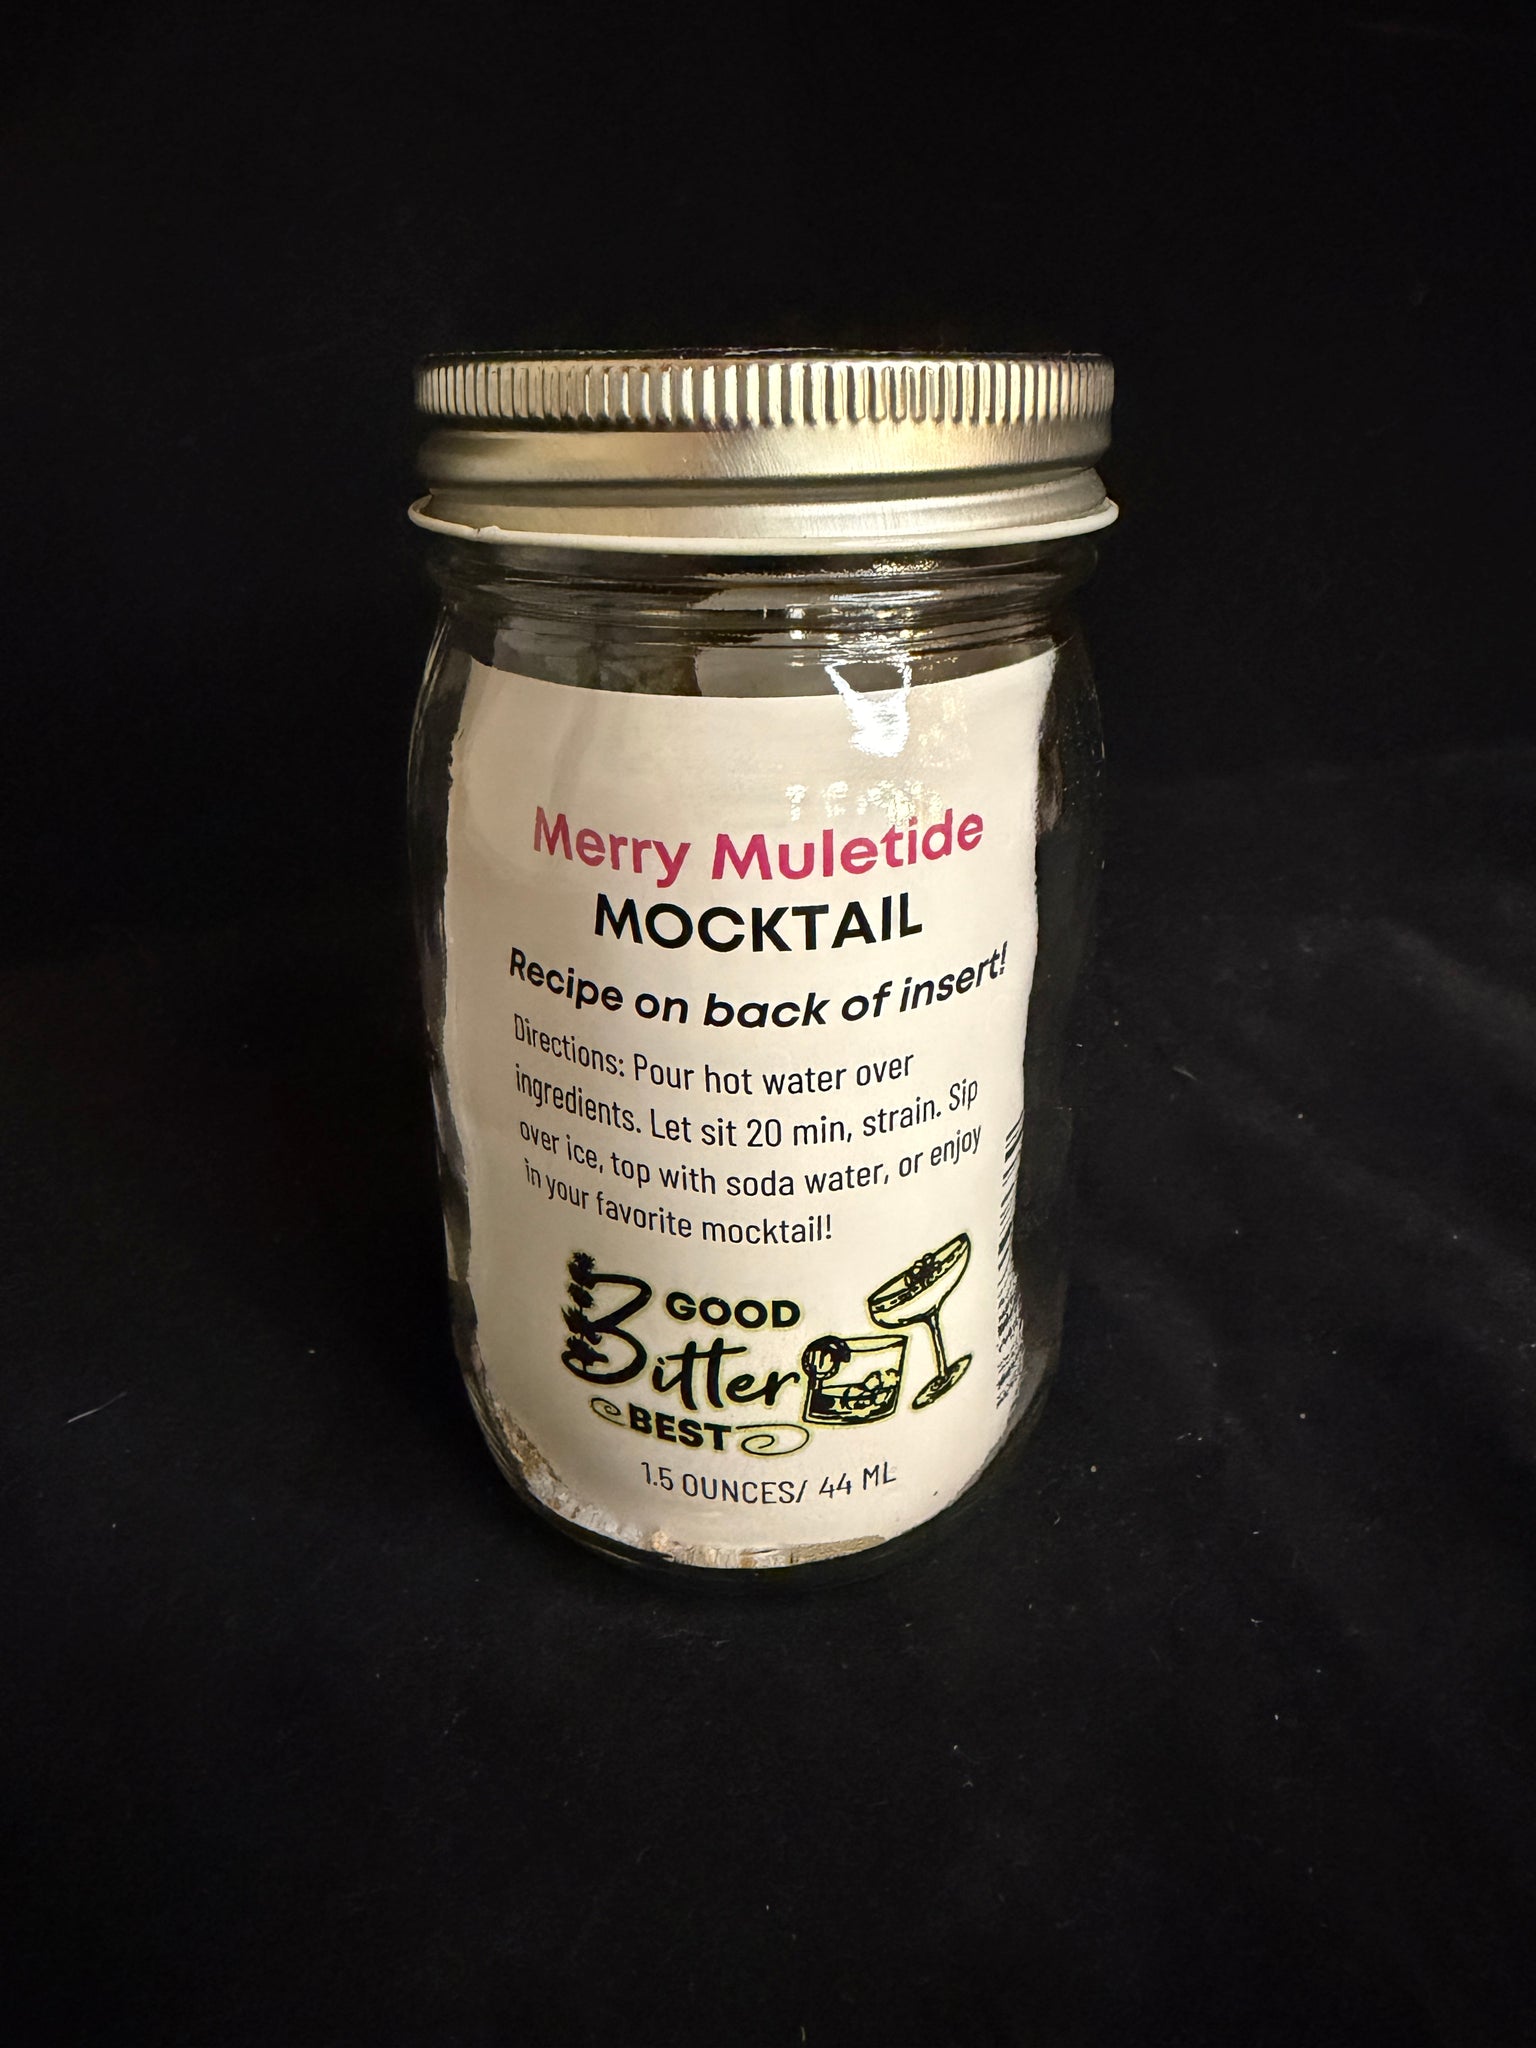 Merry Muletide
MOCKTAIL
Recipe on back of insert!
Directions: Pour hot water over
ingredients. Let sit 20 min, strain. Sip
over ice, top with soda water, or enjoy
in your favorite mocktail!
GOOD
Bitter
BEST
1.5 OUNCES/ 44 ML